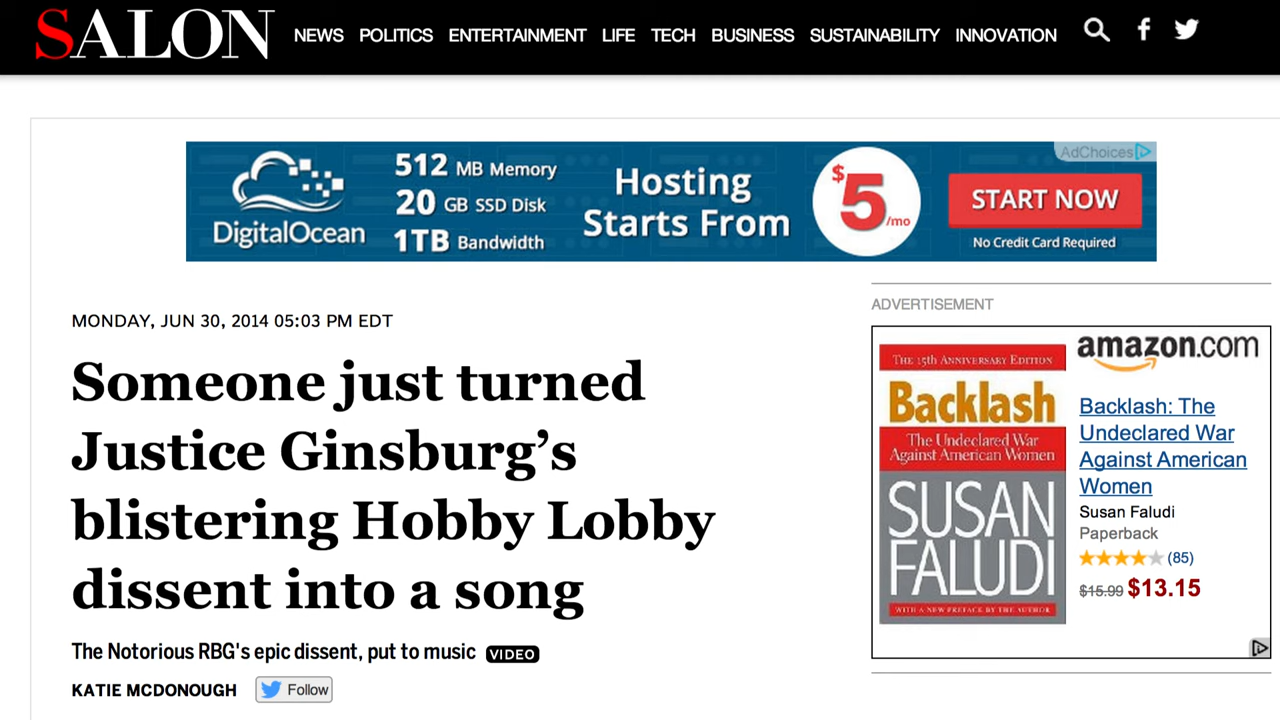 SALON
NEWS POLITICS ENTERTAINMENT LIFE TECH BUSINESS SUSTAINABILITY INNOVATION
AdChoices
DigitalOcean
512 MB Memory
20 GB SSD Disk
1TB Bandwidth
Hosting
Starts From
$5/mo
START NOW
No Credit Card Required
MONDAY, JUN 30, 2014 05:03 PM EDT
Someone just turned
Justice Ginsburg’s
blistering Hobby Lobby
dissent into a song
The Notorious RBG's epic dissent, put to music VIDEO
KATIE MCDONOUGH Follow
ADVERTISEMENT
THE 15th ANNIVERSARY EDITION
Backlash
The Undeclared War
Against American Women
SUSAN
FALUDI
WITH A NEW PREFACE BY THE AUTHOR
amazon.com
Backlash: The
Undeclared War
Against American
Women
Susan Faludi
Paperback
(85)
$15.99 $13.15